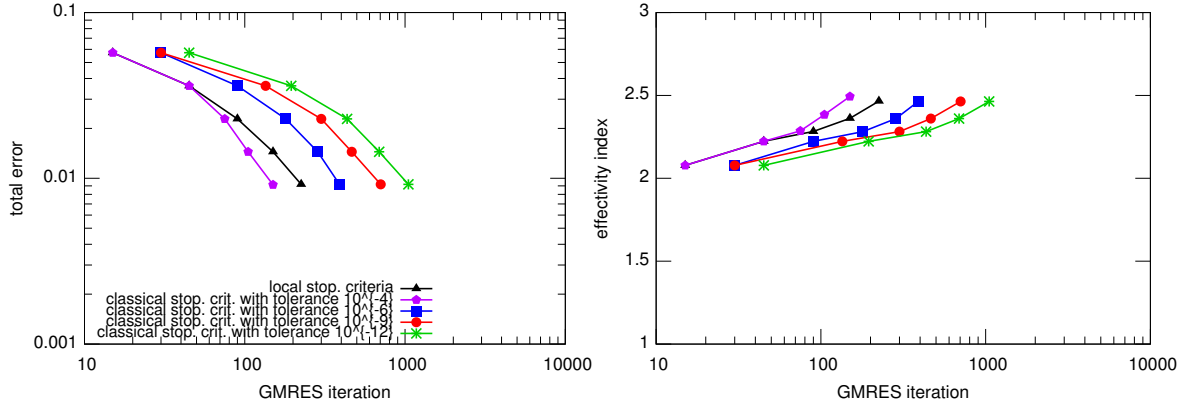 0.1
0.01
0.001
10
100
1000
10000
total error
GMRES iteration
local stop. criteria
classical stop. crit. with tolerance 10^{-4}
classical stop. crit. with tolerance 10^{-6}
classical stop. crit. with tolerance 10^{-9}
classical stop. crit. with tolerance 10^{-12}
3
2.5
2
1.5
1
10
100
1000
10000
effectivity index
GMRES iteration